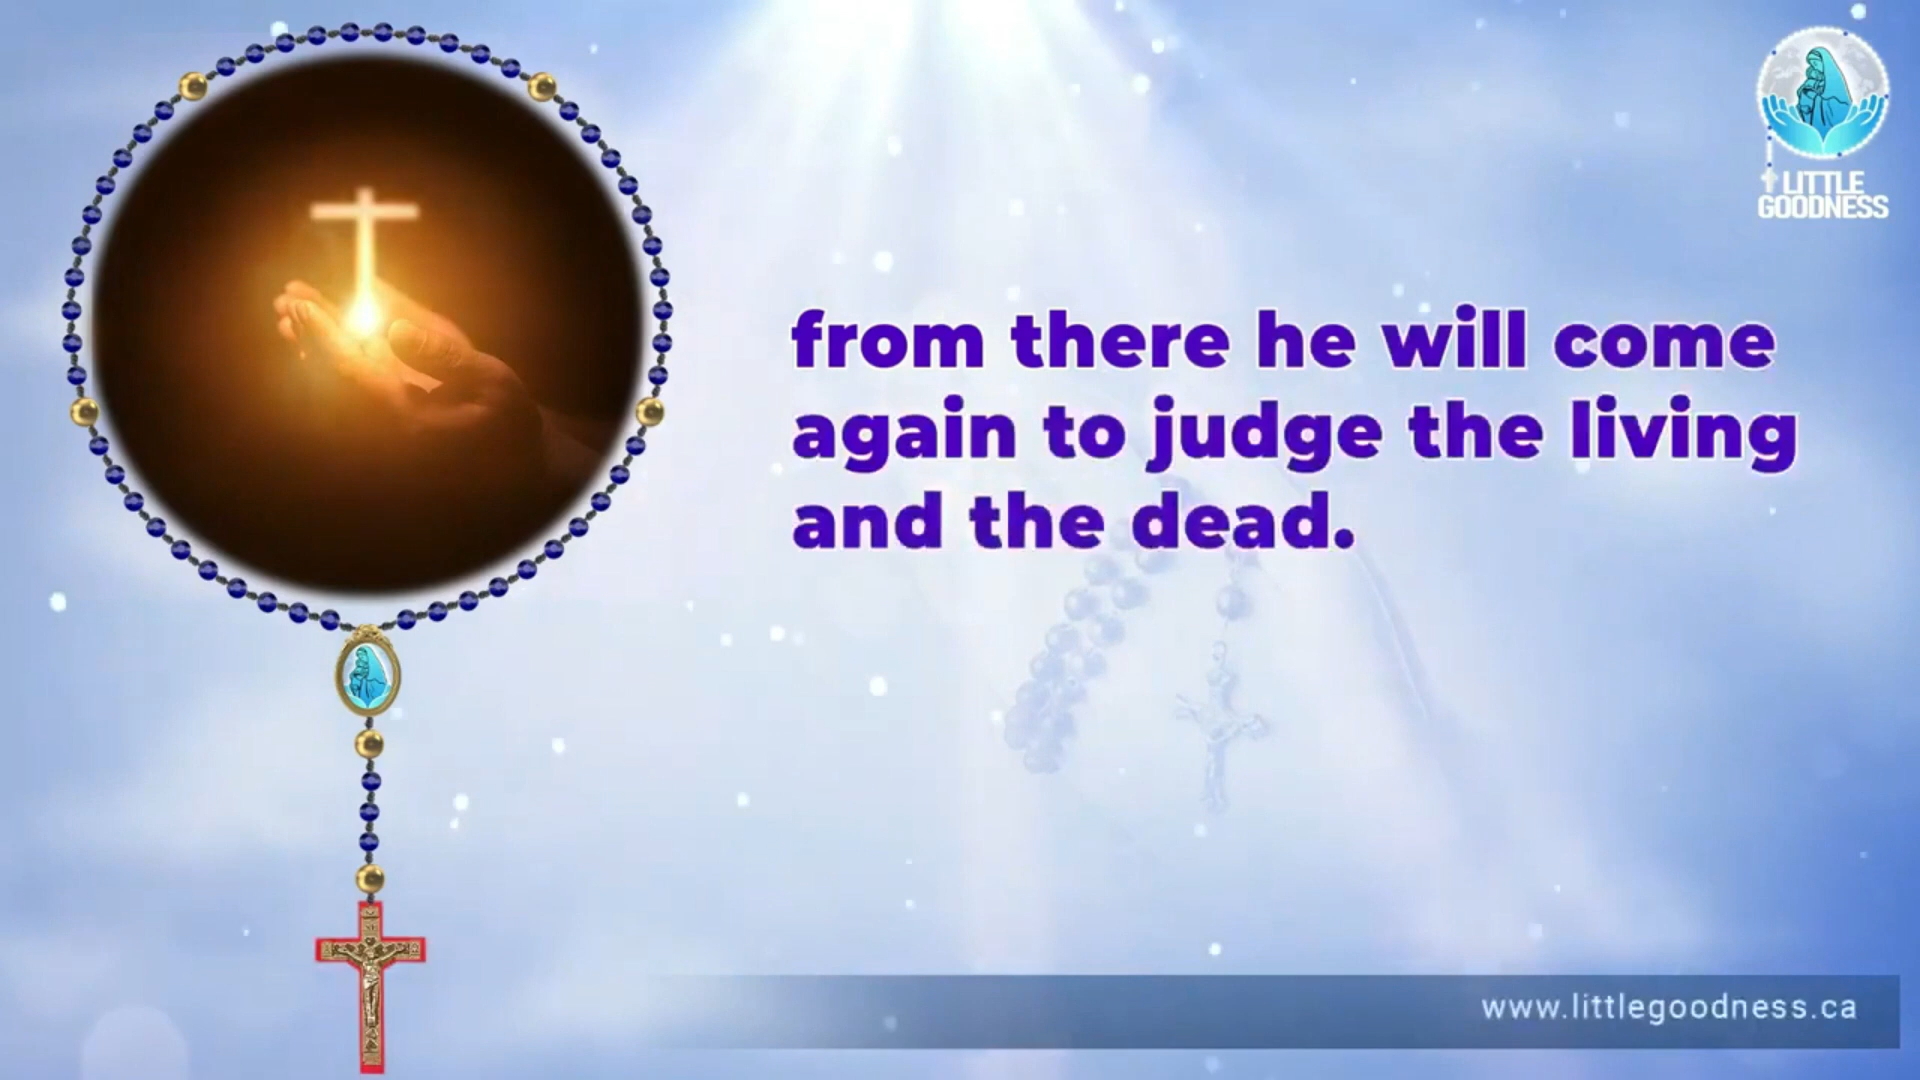 LITTLE
GOODNESS
from there he will come
again to judge the living
and the dead.
www.littlegoodness.ca